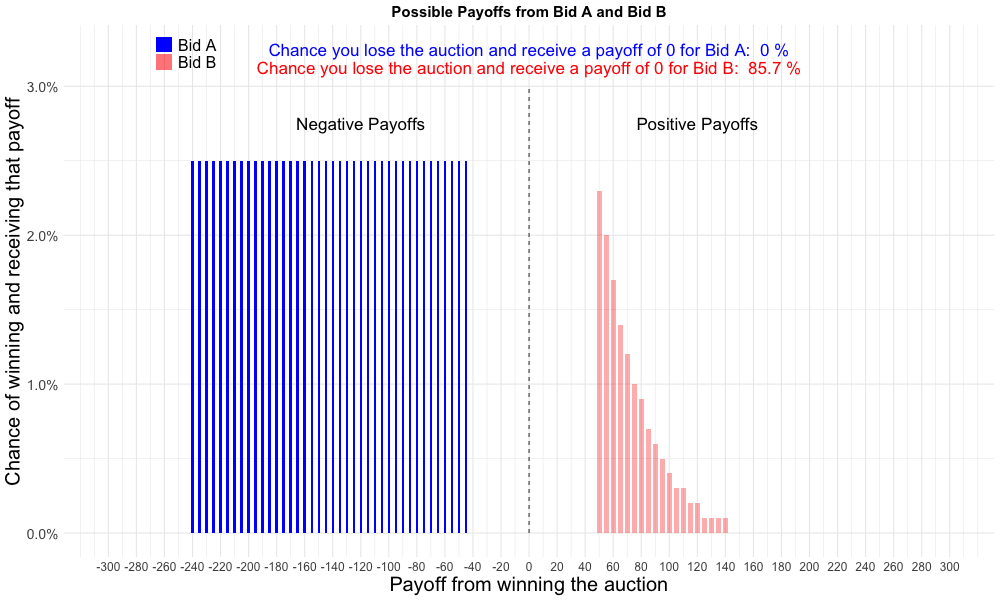 Possible Payoffs from Bid A and Bid B
Bid A
Bid B
Chance you lose the auction and receive a payoff of 0 for Bid A:  0 %
Chance you lose the auction and receive a payoff of 0 for Bid B:  85.7 %
Negative Payoffs
Positive Payoffs
Chance of winning and receiving that payoff
3.0%
2.0%
1.0%
0.0%
-300 -280 -260 -240 -220 -200 -180 -160 -140 -120 -100 -80 -60 -40 -20 0 20 40 60 80 100 120 140 160 180 200 220 240 260 280 300
Payoff from winning the auction